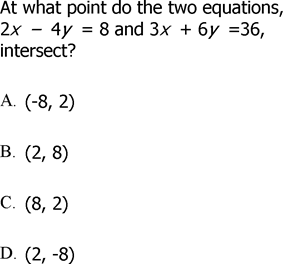 At what point do the two equations,
2x − 4y = 8 and 3x + 6y =36,
intersect?
A. (-8, 2)
B. (2, 8)
C. (8, 2)
D. (2, -8)